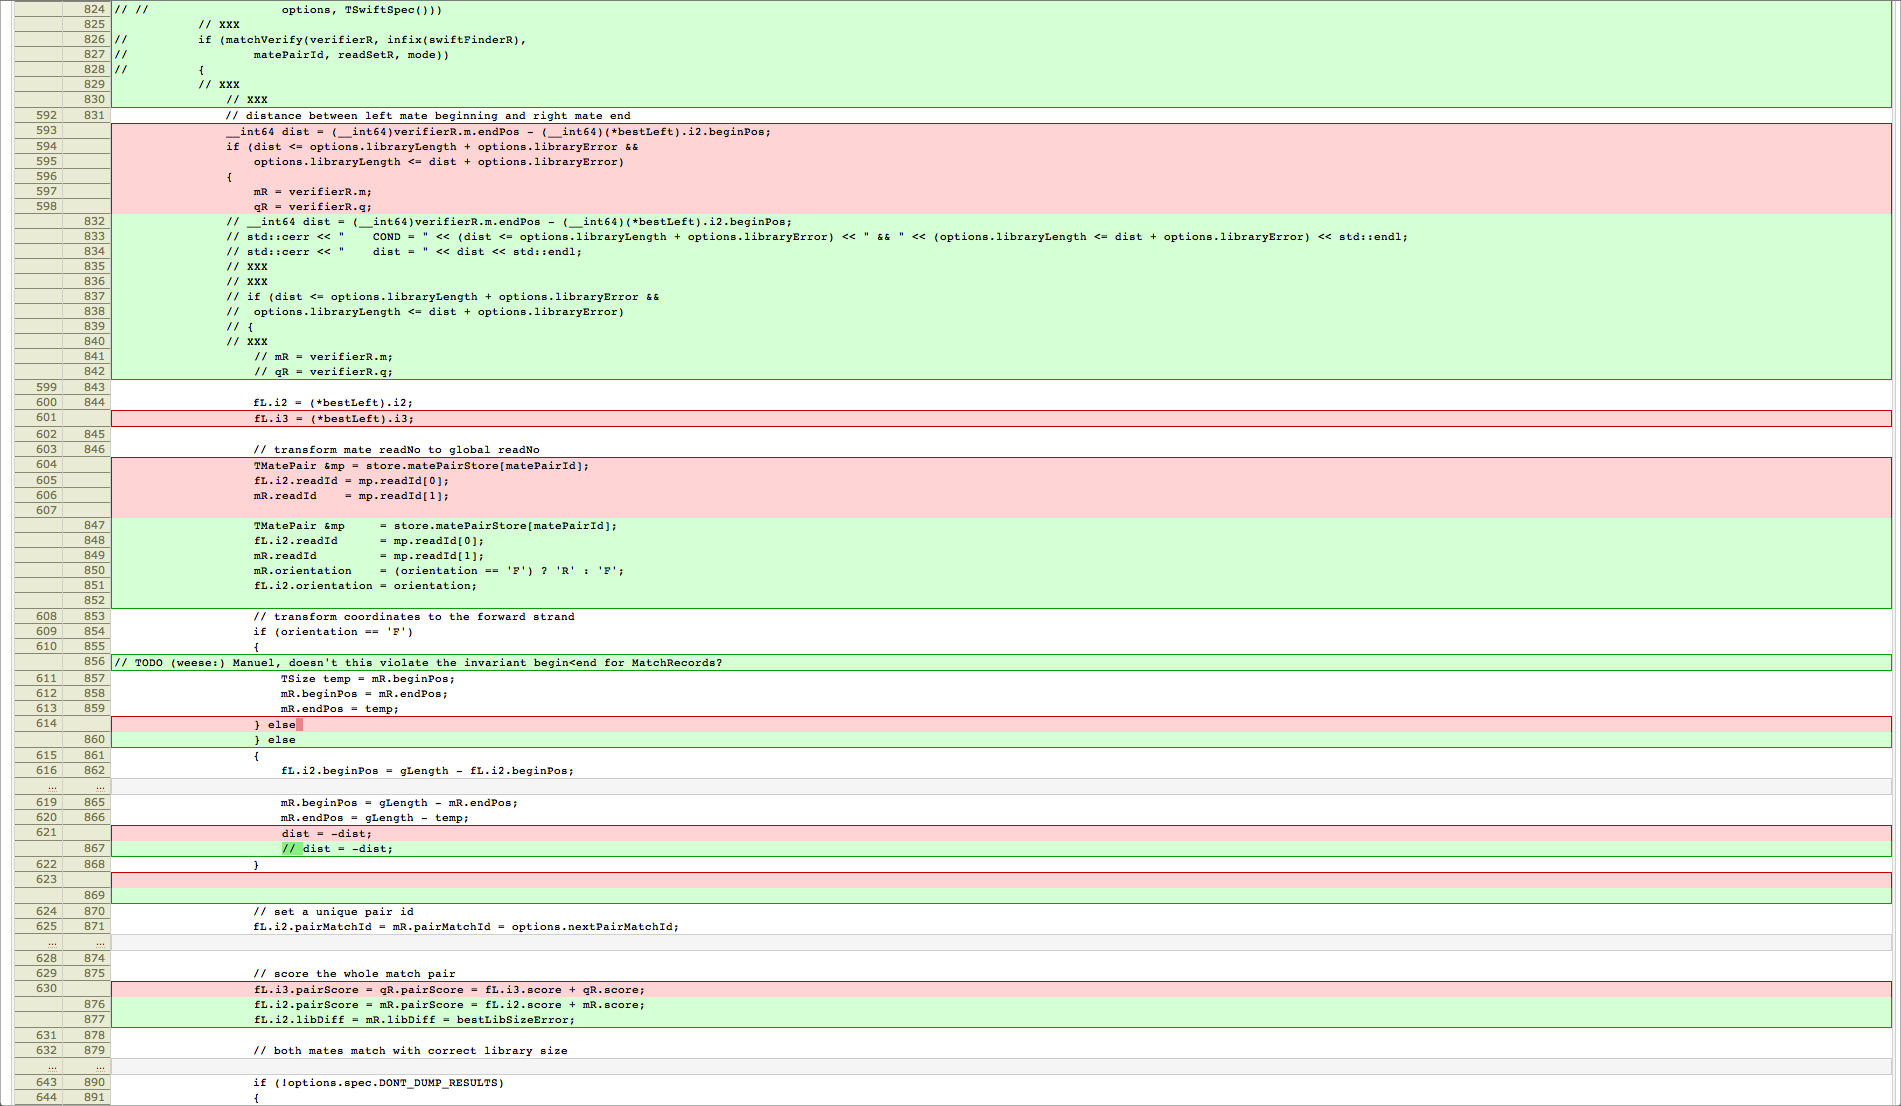 824 // //                   options, TSwiftSpec()))
825             // XXX
826 //          if (matchVerify(verifierR, infix(swiftFinderR),
827 //                  matePairId, readSetR, mode))
828 //          {
829             // XXX
830                 // XXX
592 831                 // distance between left mate beginning and right mate end
593                 __int64 dist = (__int64)verifierR.m.endPos - (__int64)(*bestLeft).i2.beginPos;
594                 if (dist <= options.libraryLength + options.libraryError &&
595                     options.libraryLength <= dist + options.libraryError)
596                 {
597                     mR = verifierR.m;
598                     qR = verifierR.q;
832                 // __int64 dist = (__int64)verifierR.m.endPos - (__int64)(*bestLeft).i2.beginPos;
833                 // std::cerr << "    COND = " << (dist <= options.libraryLength + options.libraryError) << " && " << (options.libraryLength <= dist + options.libraryError) << std::endl;
834                 // std::cerr << "    dist = " << dist << std::endl;
835                 // XXX
836                 // XXX
837                 // if (dist <= options.libraryLength + options.libraryError &&
838                 //  options.libraryLength <= dist + options.libraryError)
839                 // {
840                 // XXX
841                     // mR = verifierR.m;
842                     // qR = verifierR.q;
599 843
600 844                     fL.i2 = (*bestLeft).i2;
601                     fL.i3 = (*bestLeft).i3;
602 845
603 846                     // transform mate readNo to global readNo
604                     TMatePair &mp = store.matePairStore[matePairId];
605                     fL.i2.readId = mp.readId[0];
606                     mR.readId    = mp.readId[1];
607
847                     TMatePair &mp     = store.matePairStore[matePairId];
848                     fL.i2.readId      = mp.readId[0];
849                     mR.readId         = mp.readId[1];
850                     mR.orientation    = (orientation == 'F') ? 'R' : 'F';
851                     fL.i2.orientation = orientation;
852
608 853                     // transform coordinates to the forward strand
609 854                     if (orientation == 'F')
610 855                     {
856 // TODO (weese:) Manuel, doesn't this violate the invariant begin<end for MatchRecords?
611 857                         TSize temp = mR.beginPos;
612 858                         mR.beginPos = mR.endPos;
613 859                         mR.endPos = temp;
614                     } else
860                     } else
615 861                     {
616 862                         fL.i2.beginPos = gLength - fL.i2.beginPos;
... ...
619 865                         mR.beginPos = gLength - mR.endPos;
620 866                         mR.endPos = gLength - temp;
621                         dist = -dist;
867                         // dist = -dist;
622 868                     }
623
869
624 870                     // set a unique pair id
625 871                     fL.i2.pairMatchId = mR.pairMatchId = options.nextPairMatchId;
... ...
628 874
629 875                     // score the whole match pair
630                     fL.i3.pairScore = qR.pairScore = fL.i3.score + qR.score;
876                     fL.i2.pairScore = mR.pairScore = fL.i2.score + mR.score;
877                     fL.i2.libDiff = mR.libDiff = bestLibSizeError;
631 878
632 879                     // both mates match with correct library size
... ...
643 890                     if (!options.spec.DONT_DUMP_RESULTS)
644 891                     {